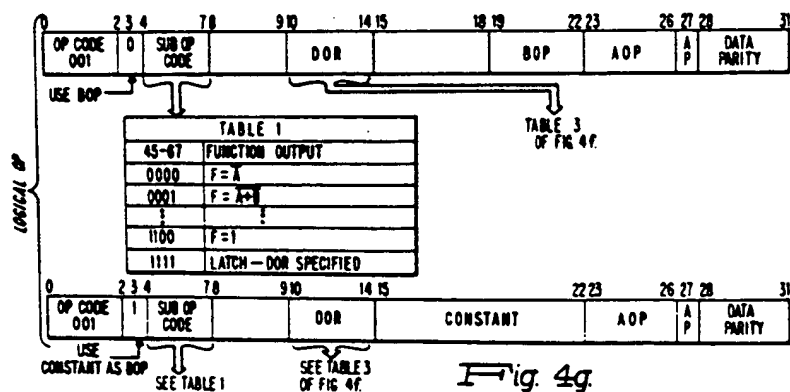 0 2 3 4 7 8 9 10 14 15 18 19 22 23 26 27 28 31
OP CODE 001 0 SUB OP CODE DOR BOP AOP A P DATA PARITY
USE BOP
TABLE 3 OF FIG 4f.
TABLE 1
45-67 FUNCTION OUTPUT
0000 F = A̅
0001
1100 F = 1
1111 LATCH — DOR SPECIFIED
LOGICAL OP
0 2 3 4 7 8 9 10 14 15 22 23 26 27 28 31
OP CODE 001 1 SUB OP CODE DOR CONSTANT AOP A P DATA PARITY
USE CONSTANT AS BOP
SEE TABLE 1
SEE TABLE 3 OF FIG 4f.
Fig. 4g.